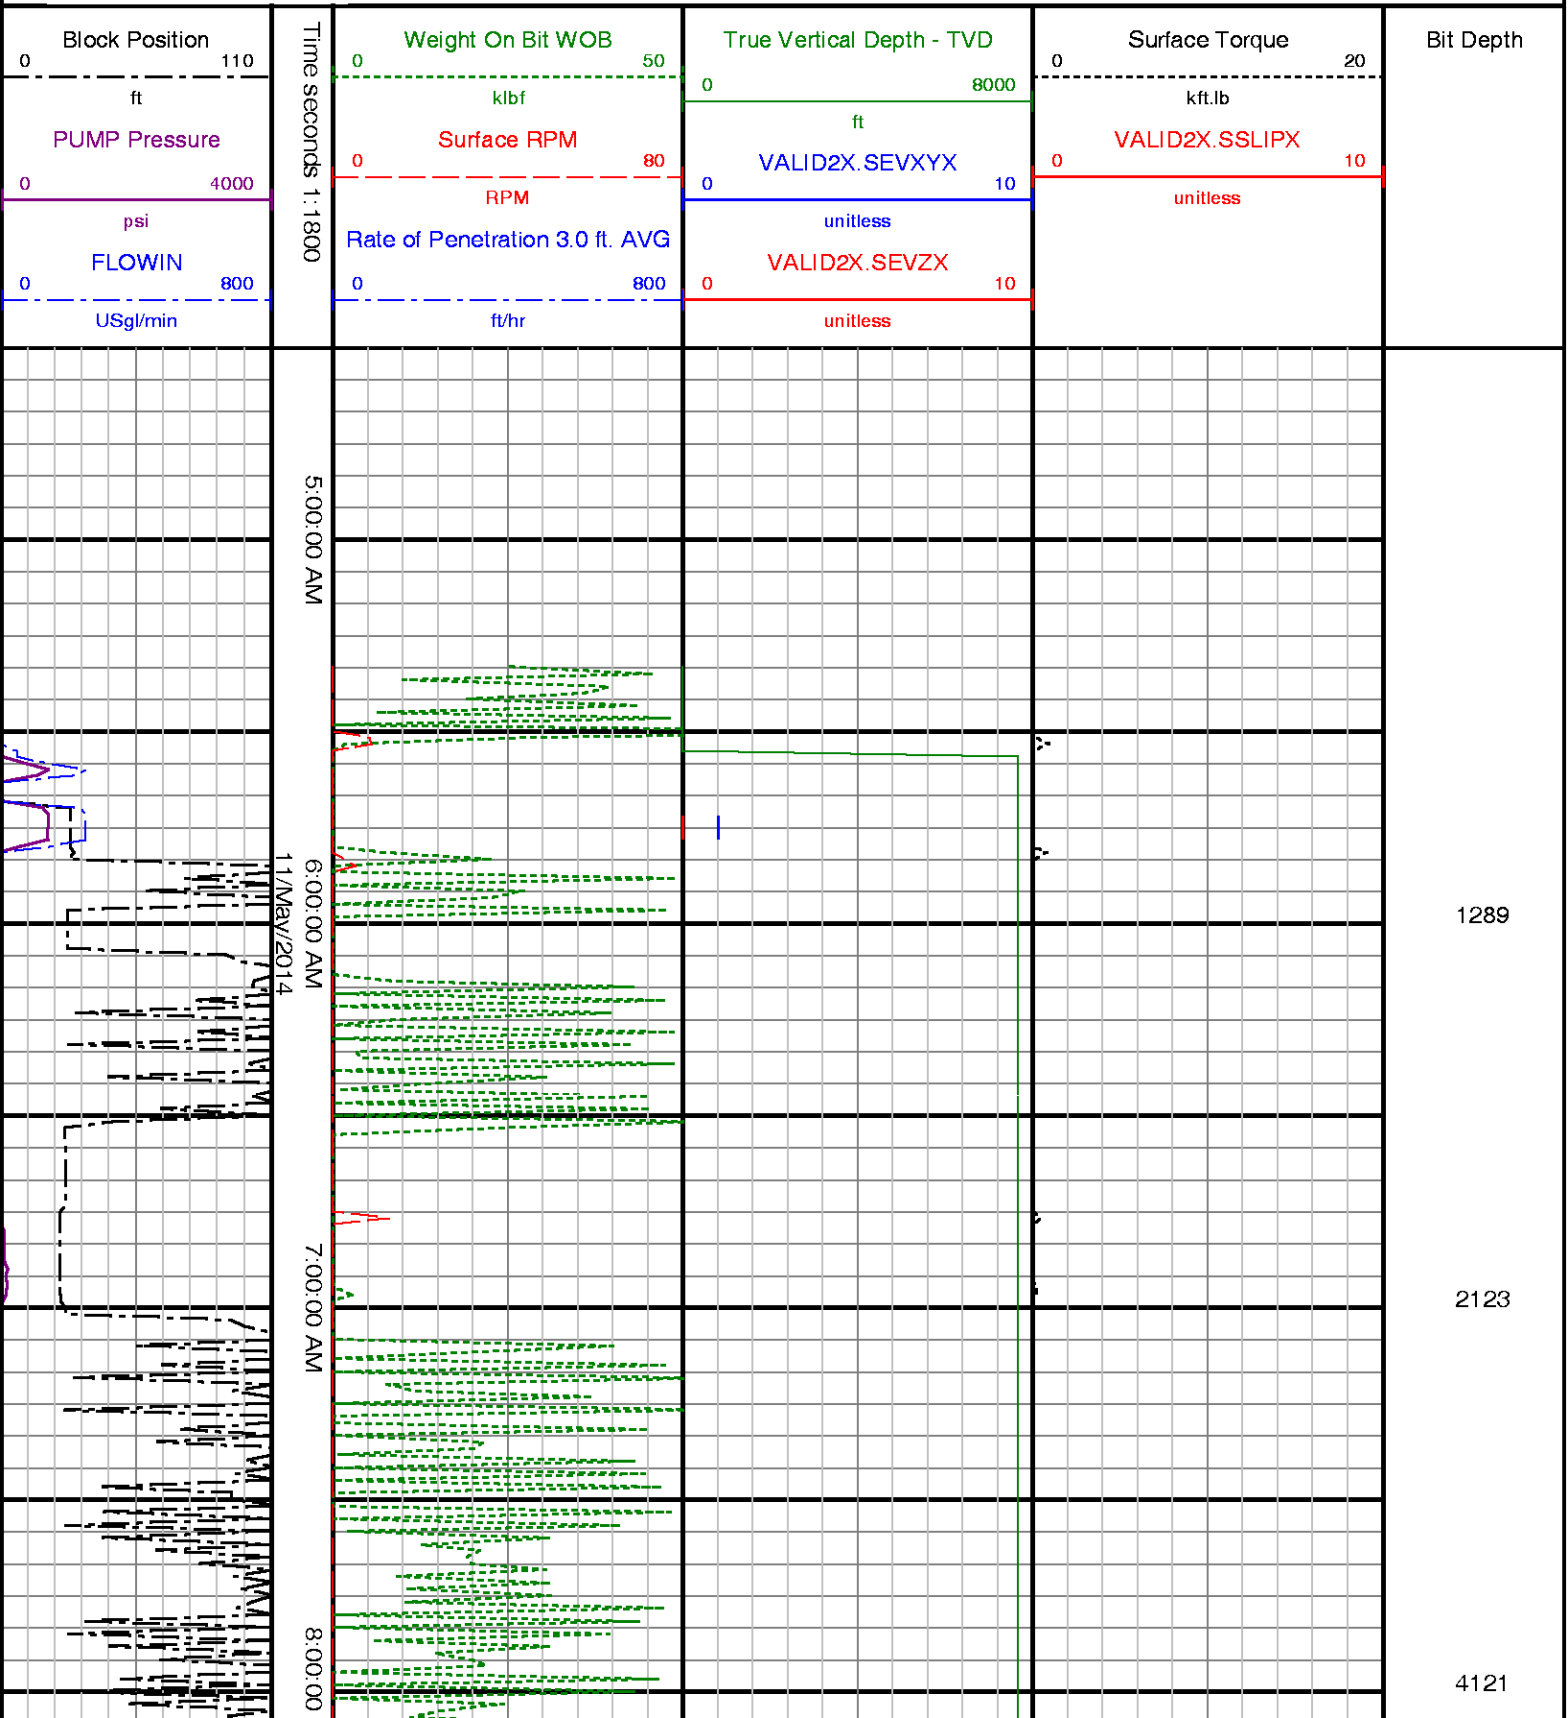 Block Position
0 110
ft
PUMP Pressure
0 4000
psi
FLOWIN
0 800
USgl/min
Time seconds 1:1800
Weight On Bit WOB
0 50
klbf
Surface RPM
0 80
RPM
Rate of Penetration 3.0 ft. AVG
0 800
ft/hr
True Vertical Depth - TVD
0 8000
ft
VALID2X.SEVXYX
0 10
unitless
VALID2X.SEVZX
0 10
unitless
Surface Torque
0 20
kft.lb
VALID2X.SSLIPX
0 10
unitless
Bit Depth
5:00:00 AM
6:00:00 AM
11/May/2014
1289
7:00:00 AM
2123
8:00:00
4121